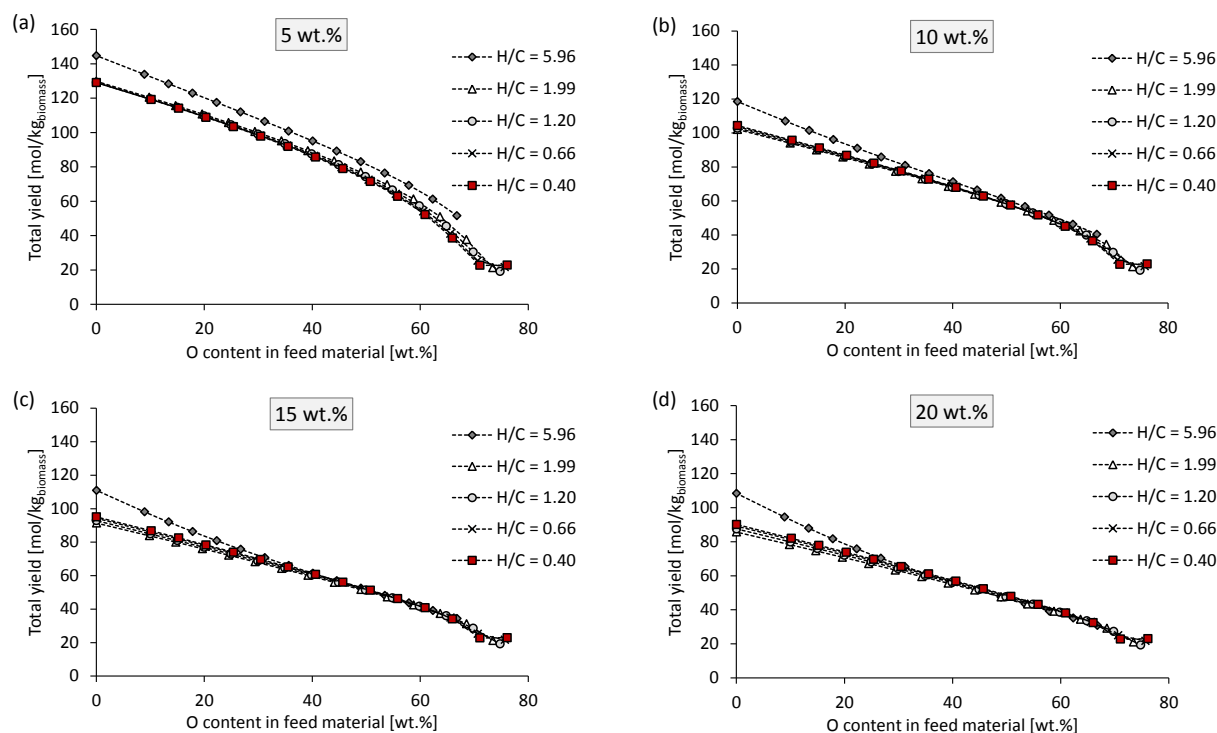 (a)
5 wt.%
Total yield [mol/kgbiomass]
160
140
120
100
80
60
40
20
0
H/C = 5.96
H/C = 1.99
H/C = 1.20
H/C = 0.66
H/C = 0.40
0 20 40 60 80
O content in feed material [wt.%]
(b)
10 wt.%
Total yield [mol/kgbiomass]
160
140
120
100
80
60
40
20
0
H/C = 5.96
H/C = 1.99
H/C = 1.20
H/C = 0.66
H/C = 0.40
0 20 40 60 80
O content in feed material [wt.%]
(c)
15 wt.%
Total yield [mol/kgbiomass]
160
140
120
100
80
60
40
20
0
H/C = 5.96
H/C = 1.99
H/C = 1.20
H/C = 0.66
H/C = 0.40
0 20 40 60 80
O content in feed material [wt.%]
(d)
20 wt.%
Total yield [mol/kgbiomass]
160
140
120
100
80
60
40
20
0
H/C = 5.96
H/C = 1.99
H/C = 1.20
H/C = 0.66
H/C = 0.40
0 20 40 60 80
O content in feed material [wt.%]